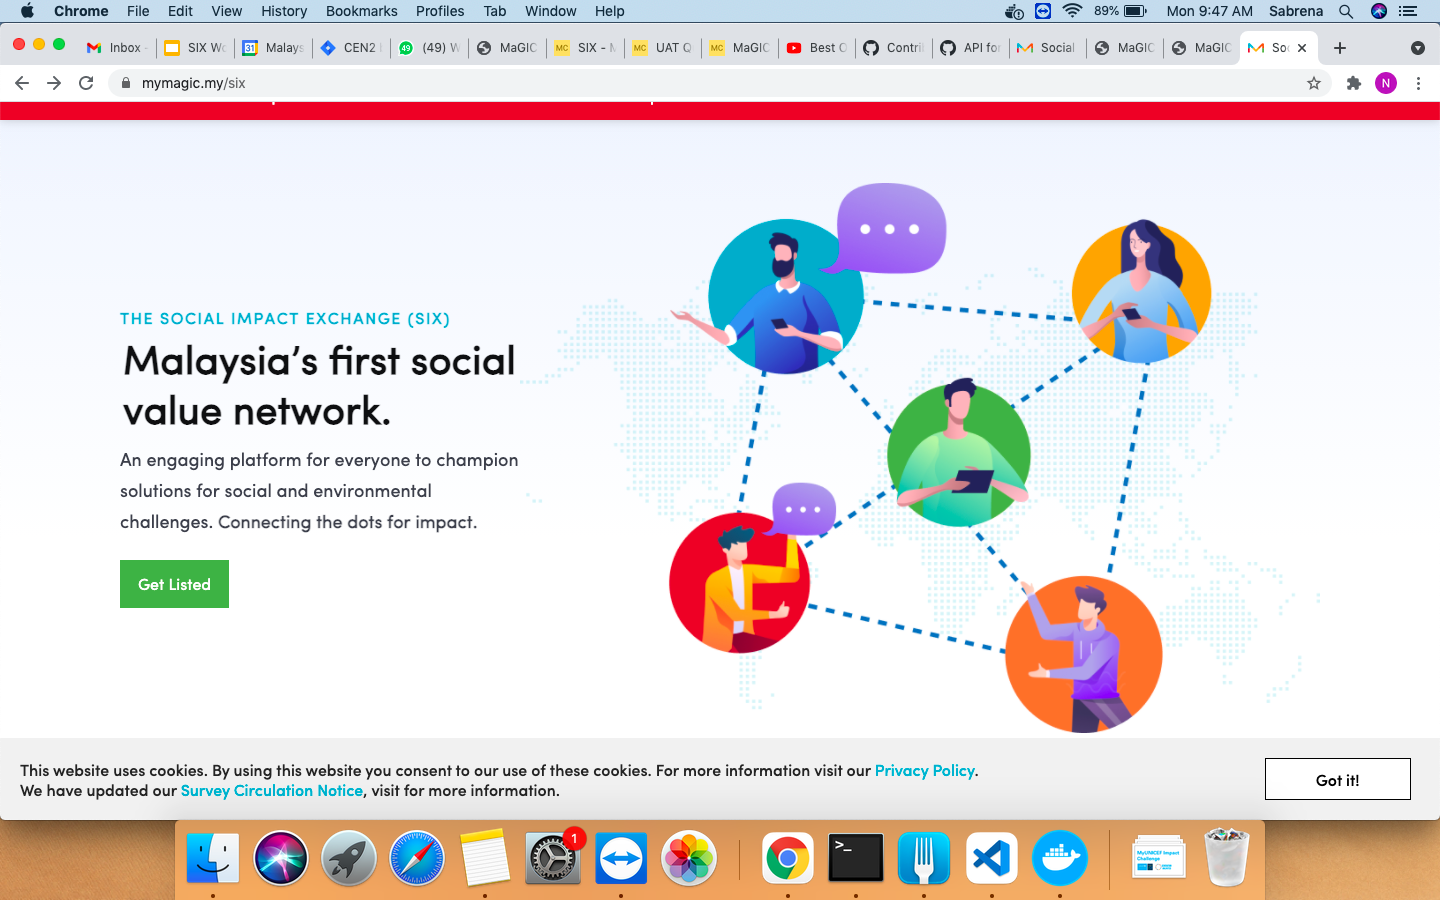 Chrome File Edit View History Bookmarks Profiles Tab Window Help 89% Mon 9:47 AM Sabrena
Inbox - SIX Wo Malays CEN2 (49) W MaGIC SIX - M UAT Q MaGIC Best O Contri API for Social MaGIC MaGIC Soc
mymagic.my/six
N
THE SOCIAL IMPACT EXCHANGE (SIX)
Malaysia’s first social
value network.
An engaging platform for everyone to champion
solutions for social and environmental
challenges. Connecting the dots for impact.
Get Listed
This website uses cookies. By using this website you consent to our use of these cookies. For more information visit our Privacy Policy.
We have updated our Survey Circulation Notice, visit for more information.
Got it!
1
>_
MyUNICEF Impact
Challenge